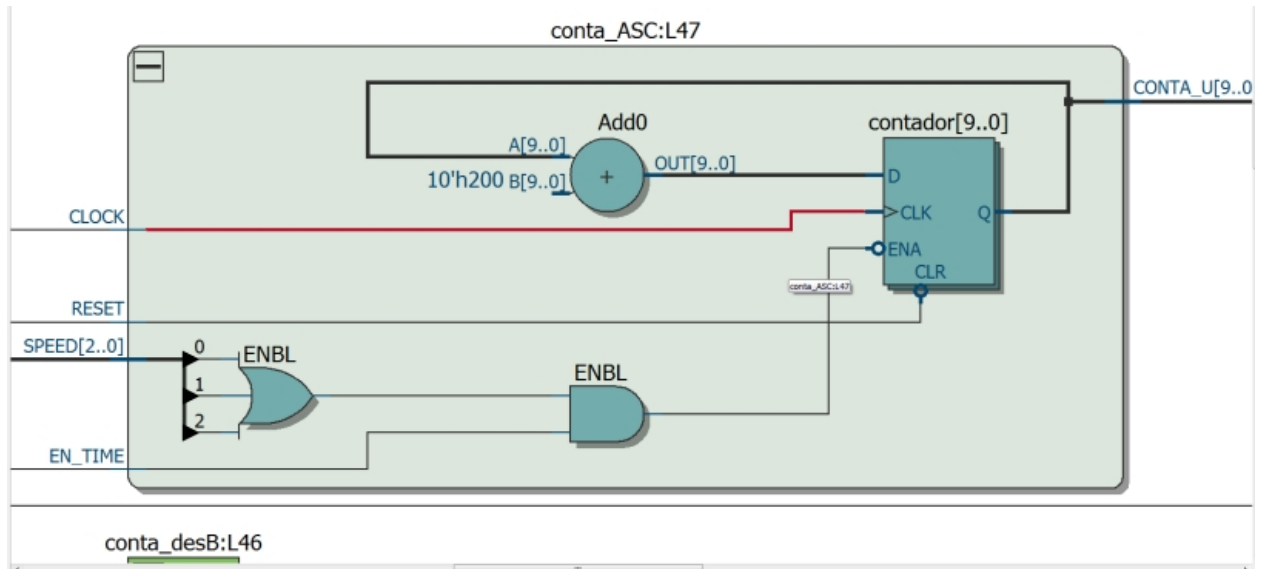 conta_ASC:L47
CONTA_U[9..0
Add0
contador[9..0]
A[9..0]
OUT[9..0]
10'h200 B[9..0]
D
CLOCK
CLK
Q
ENA
CLR
conta_ASC:L47
RESET
SPEED[2..0]
0
ENBL
1
ENBL
2
EN_TIME
conta_desB:L46